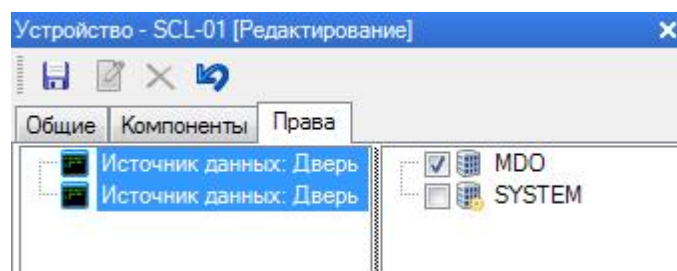 Устройство - SCL-01 [Редактирование]
Общие Компоненты Права
Источник данных: Дверь MDO
Источник данных: Дверь SYSTEM